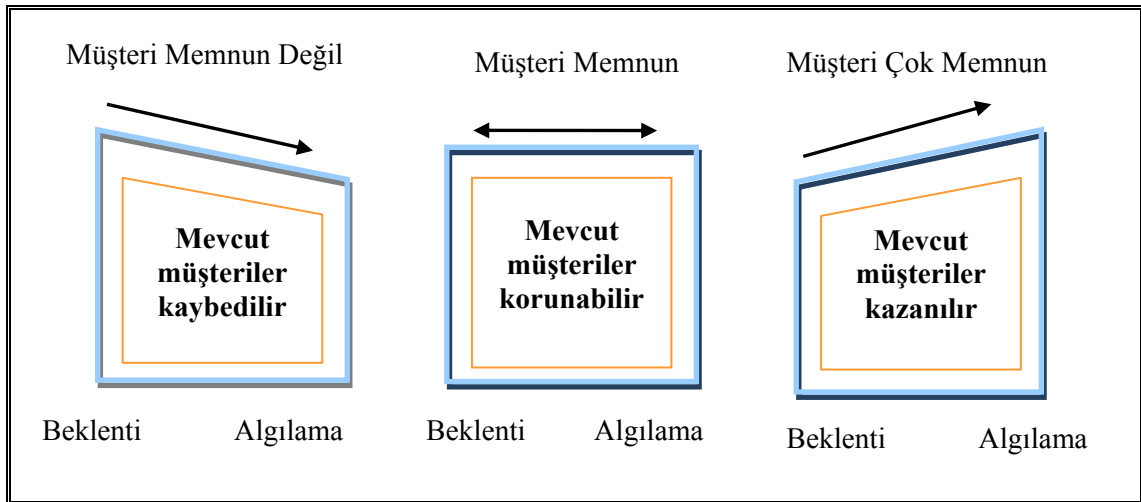 Müşteri Memnun Değil
Mevcut
müşteriler
kaybedilir
Beklenti Algılama
Müşteri Memnun
Mevcut
müşteriler
korunabilir
Beklenti Algılama
Müşteri Çok Memnun
Mevcut
müşteriler
kazanılır
Beklenti Algılama